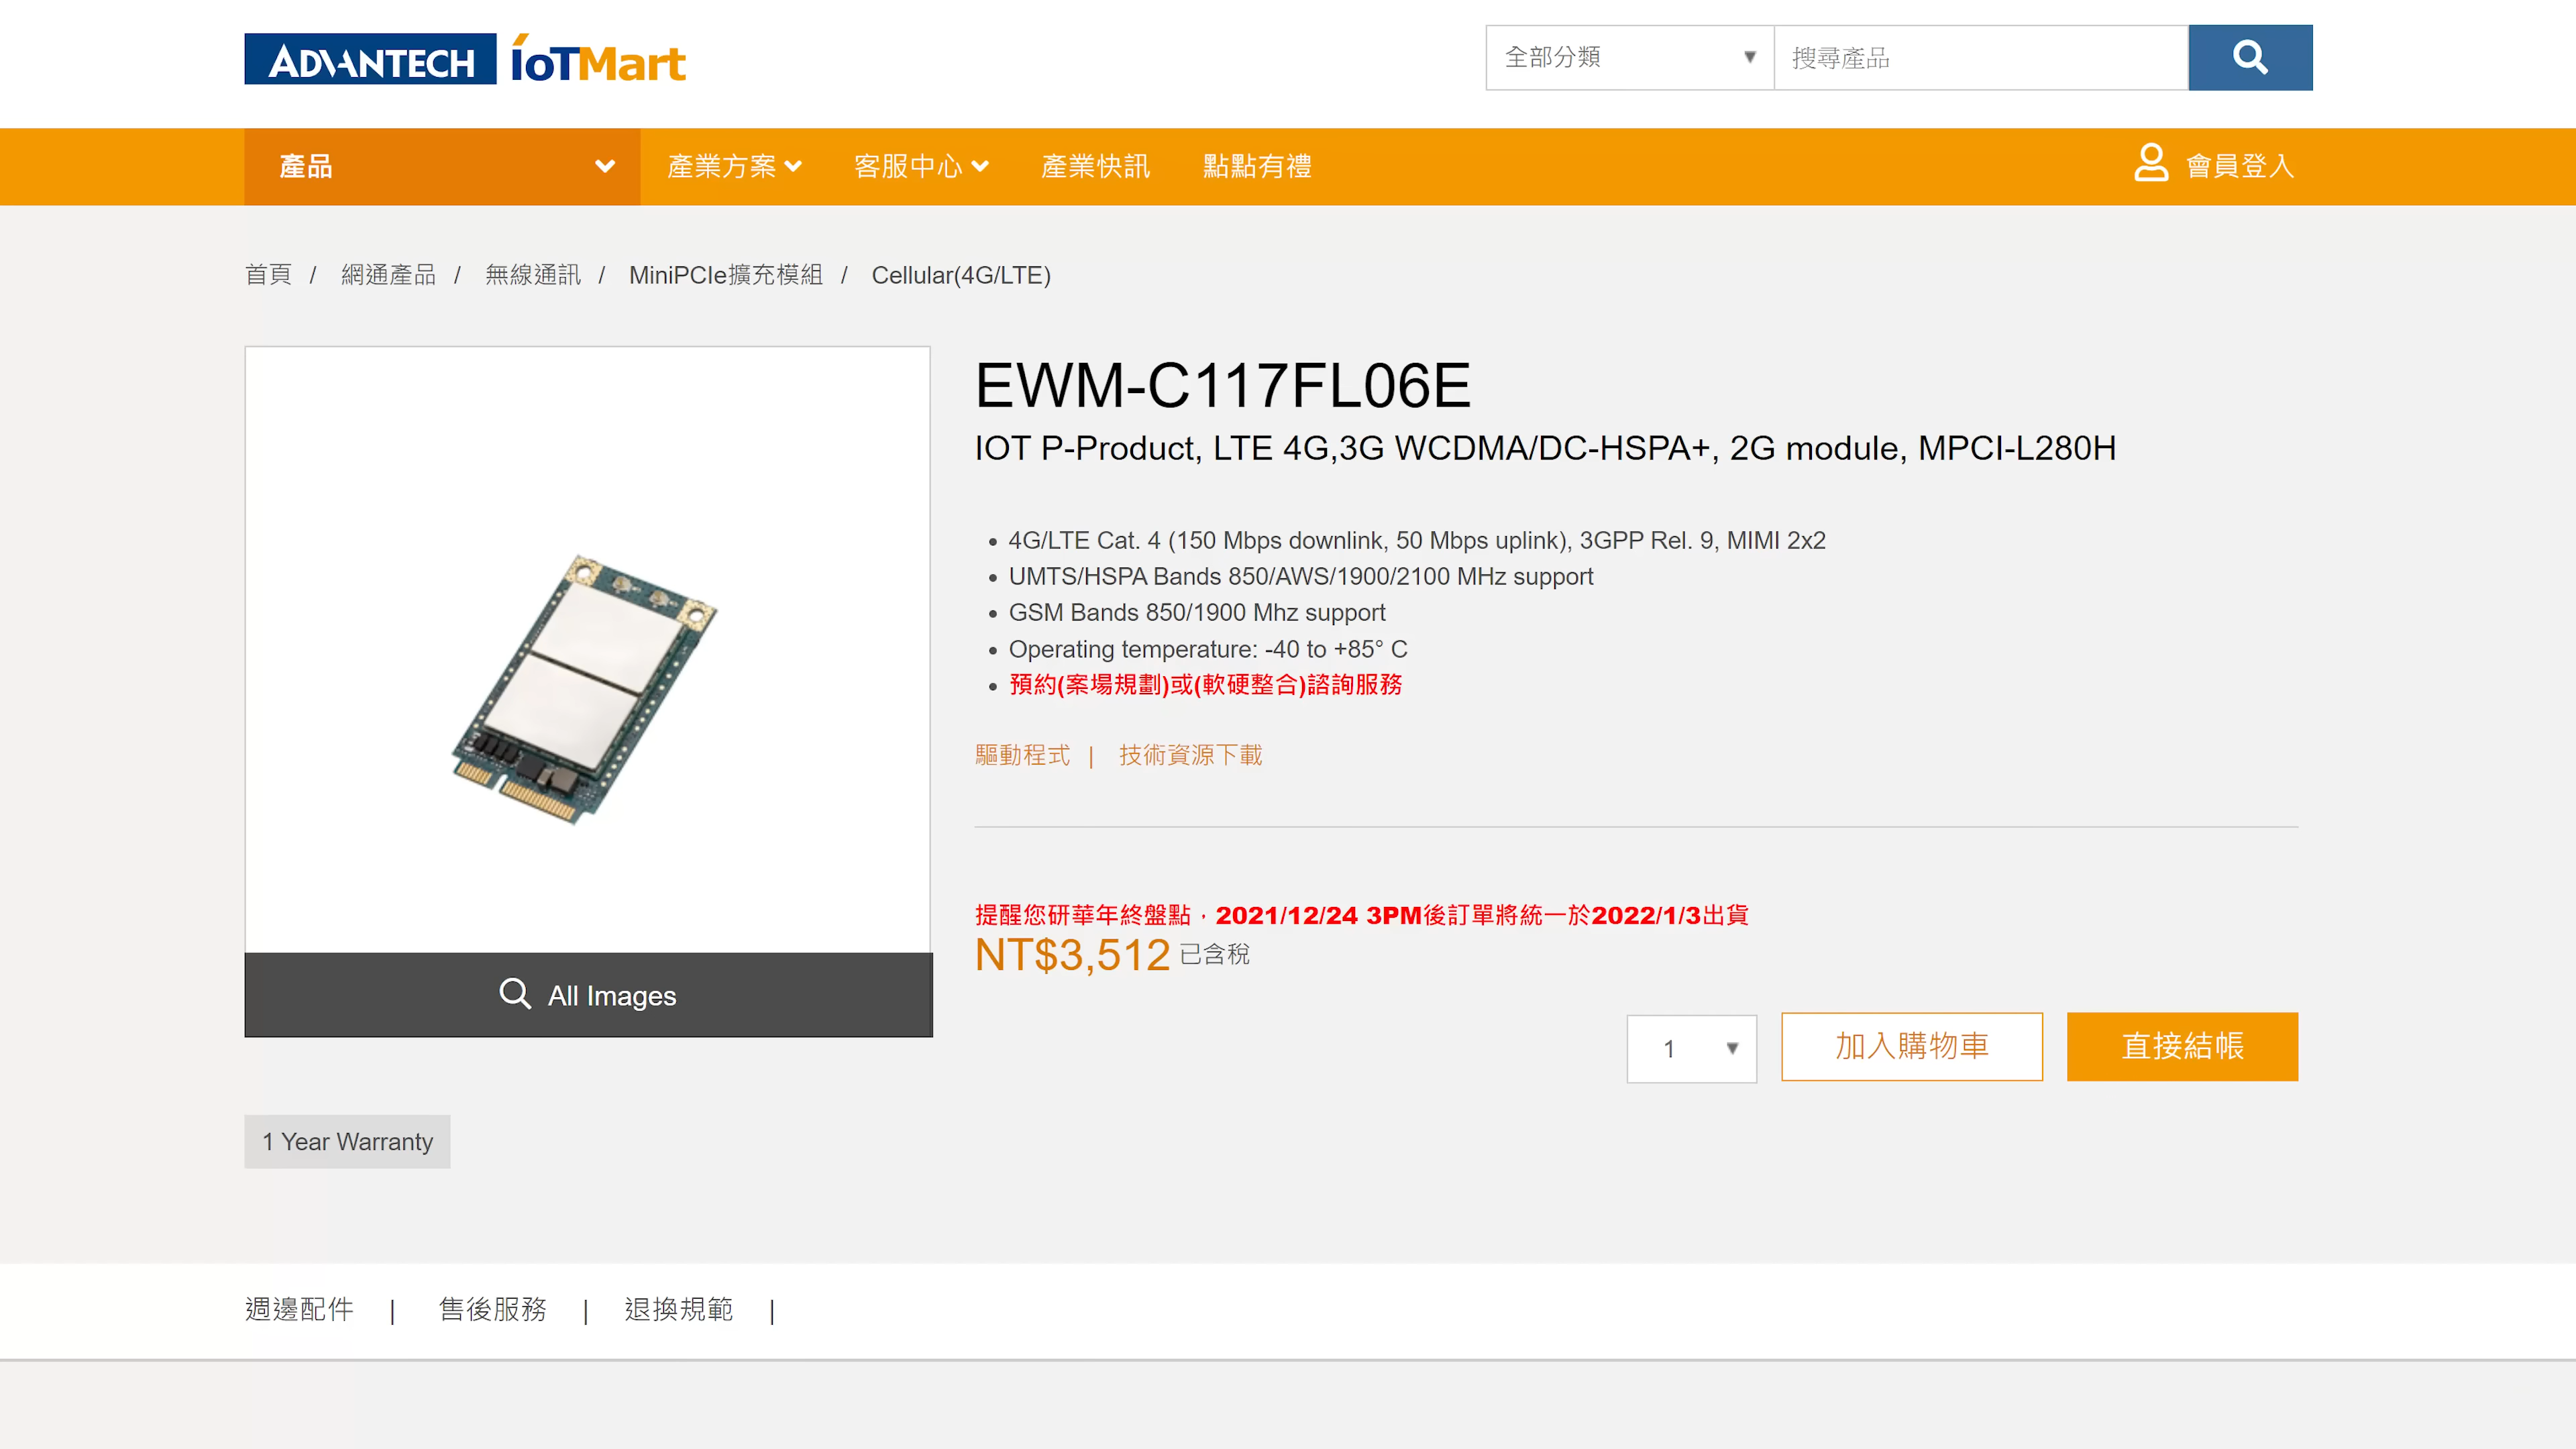 ADVANTECH IoTMart
全部分類 搜尋產品
產品 產業方案 客服中心 產業快訊 點點有禮 會員登入
首頁 / 網通產品 / 無線通訊 / MiniPCIe擴充模組 / Cellular(4G/LTE)
EWM-C117FL06E
IOT P-Product, LTE 4G,3G WCDMA/DC-HSPA+, 2G module, MPCI-L280H
4G/LTE Cat. 4 (150 Mbps downlink, 50 Mbps uplink), 3GPP Rel. 9, MIMI 2x2
UMTS/HSPA Bands 850/AWS/1900/2100 MHz support
GSM Bands 850/1900 Mhz support
Operating temperature: -40 to +85° C
預約(案場規劃)或(軟硬整合)諮詢服務
驅動程式 | 技術資源下載
提醒您研華年終盤點，2021/12/24 3PM後訂單將統一於2022/1/3出貨
NT$3,512 已含稅
All Images
1 加入購物車 直接結帳
1 Year Warranty
週邊配件 | 售後服務 | 退換規範 |